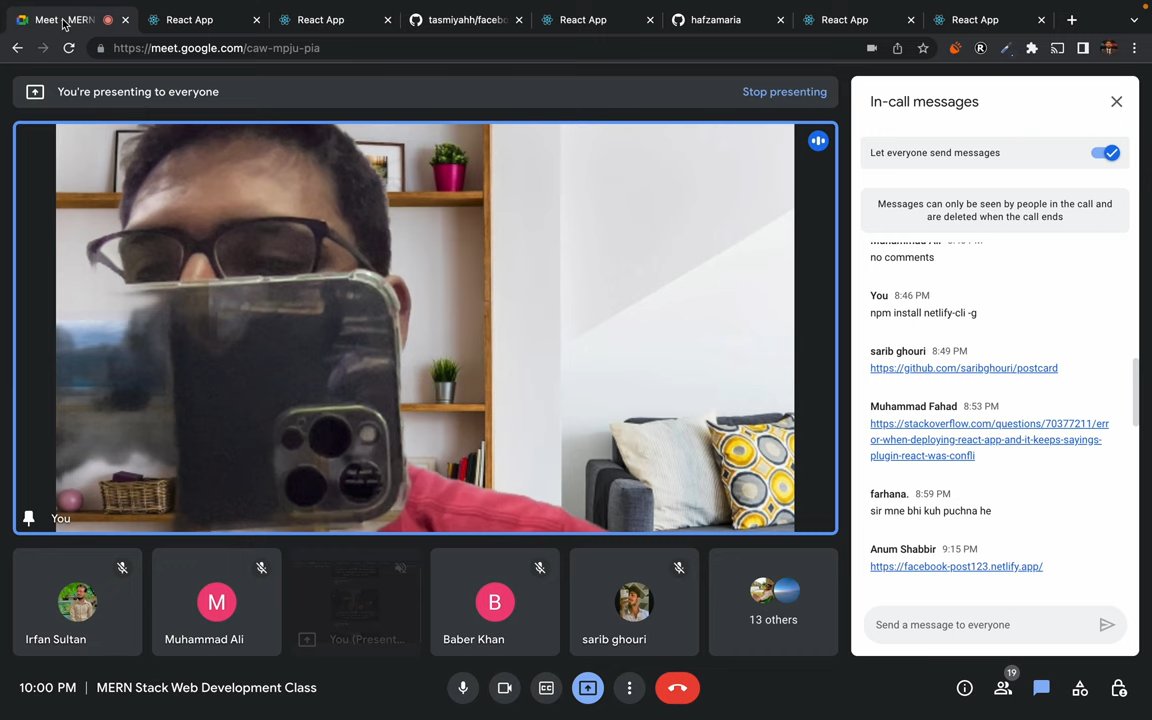 Meet - MERN
React App
React App
tasmiyahh/facebo
React App
hafzamaria
React App
React App
https://meet.google.com/caw-mpju-pia
You're presenting to everyone
Stop presenting
You
Irfan Sultan
M
Muhammad Ali
You (Present...
B
Baber Khan
sarib ghouri
13 others
10:00 PM | MERN Stack Web Development Class
19
In-call messages
Let everyone send messages
Messages can only be seen by people in the call and
are deleted when the call ends
Muhammad Ali
no comments
You 8:46 PM
npm install netlify-cli -g
sarib ghouri 8:49 PM
https://github.com/saribghouri/postcard
Muhammad Fahad 8:53 PM
https://stackoverflow.com/questions/70377211/err
or-when-deploying-react-app-and-it-keeps-sayings-
plugin-react-was-confli
farhana. 8:59 PM
sir mne bhi kuh puchna he
Anum Shabbir 9:15 PM
https://facebook-post123.netlify.app/
Send a message to everyone